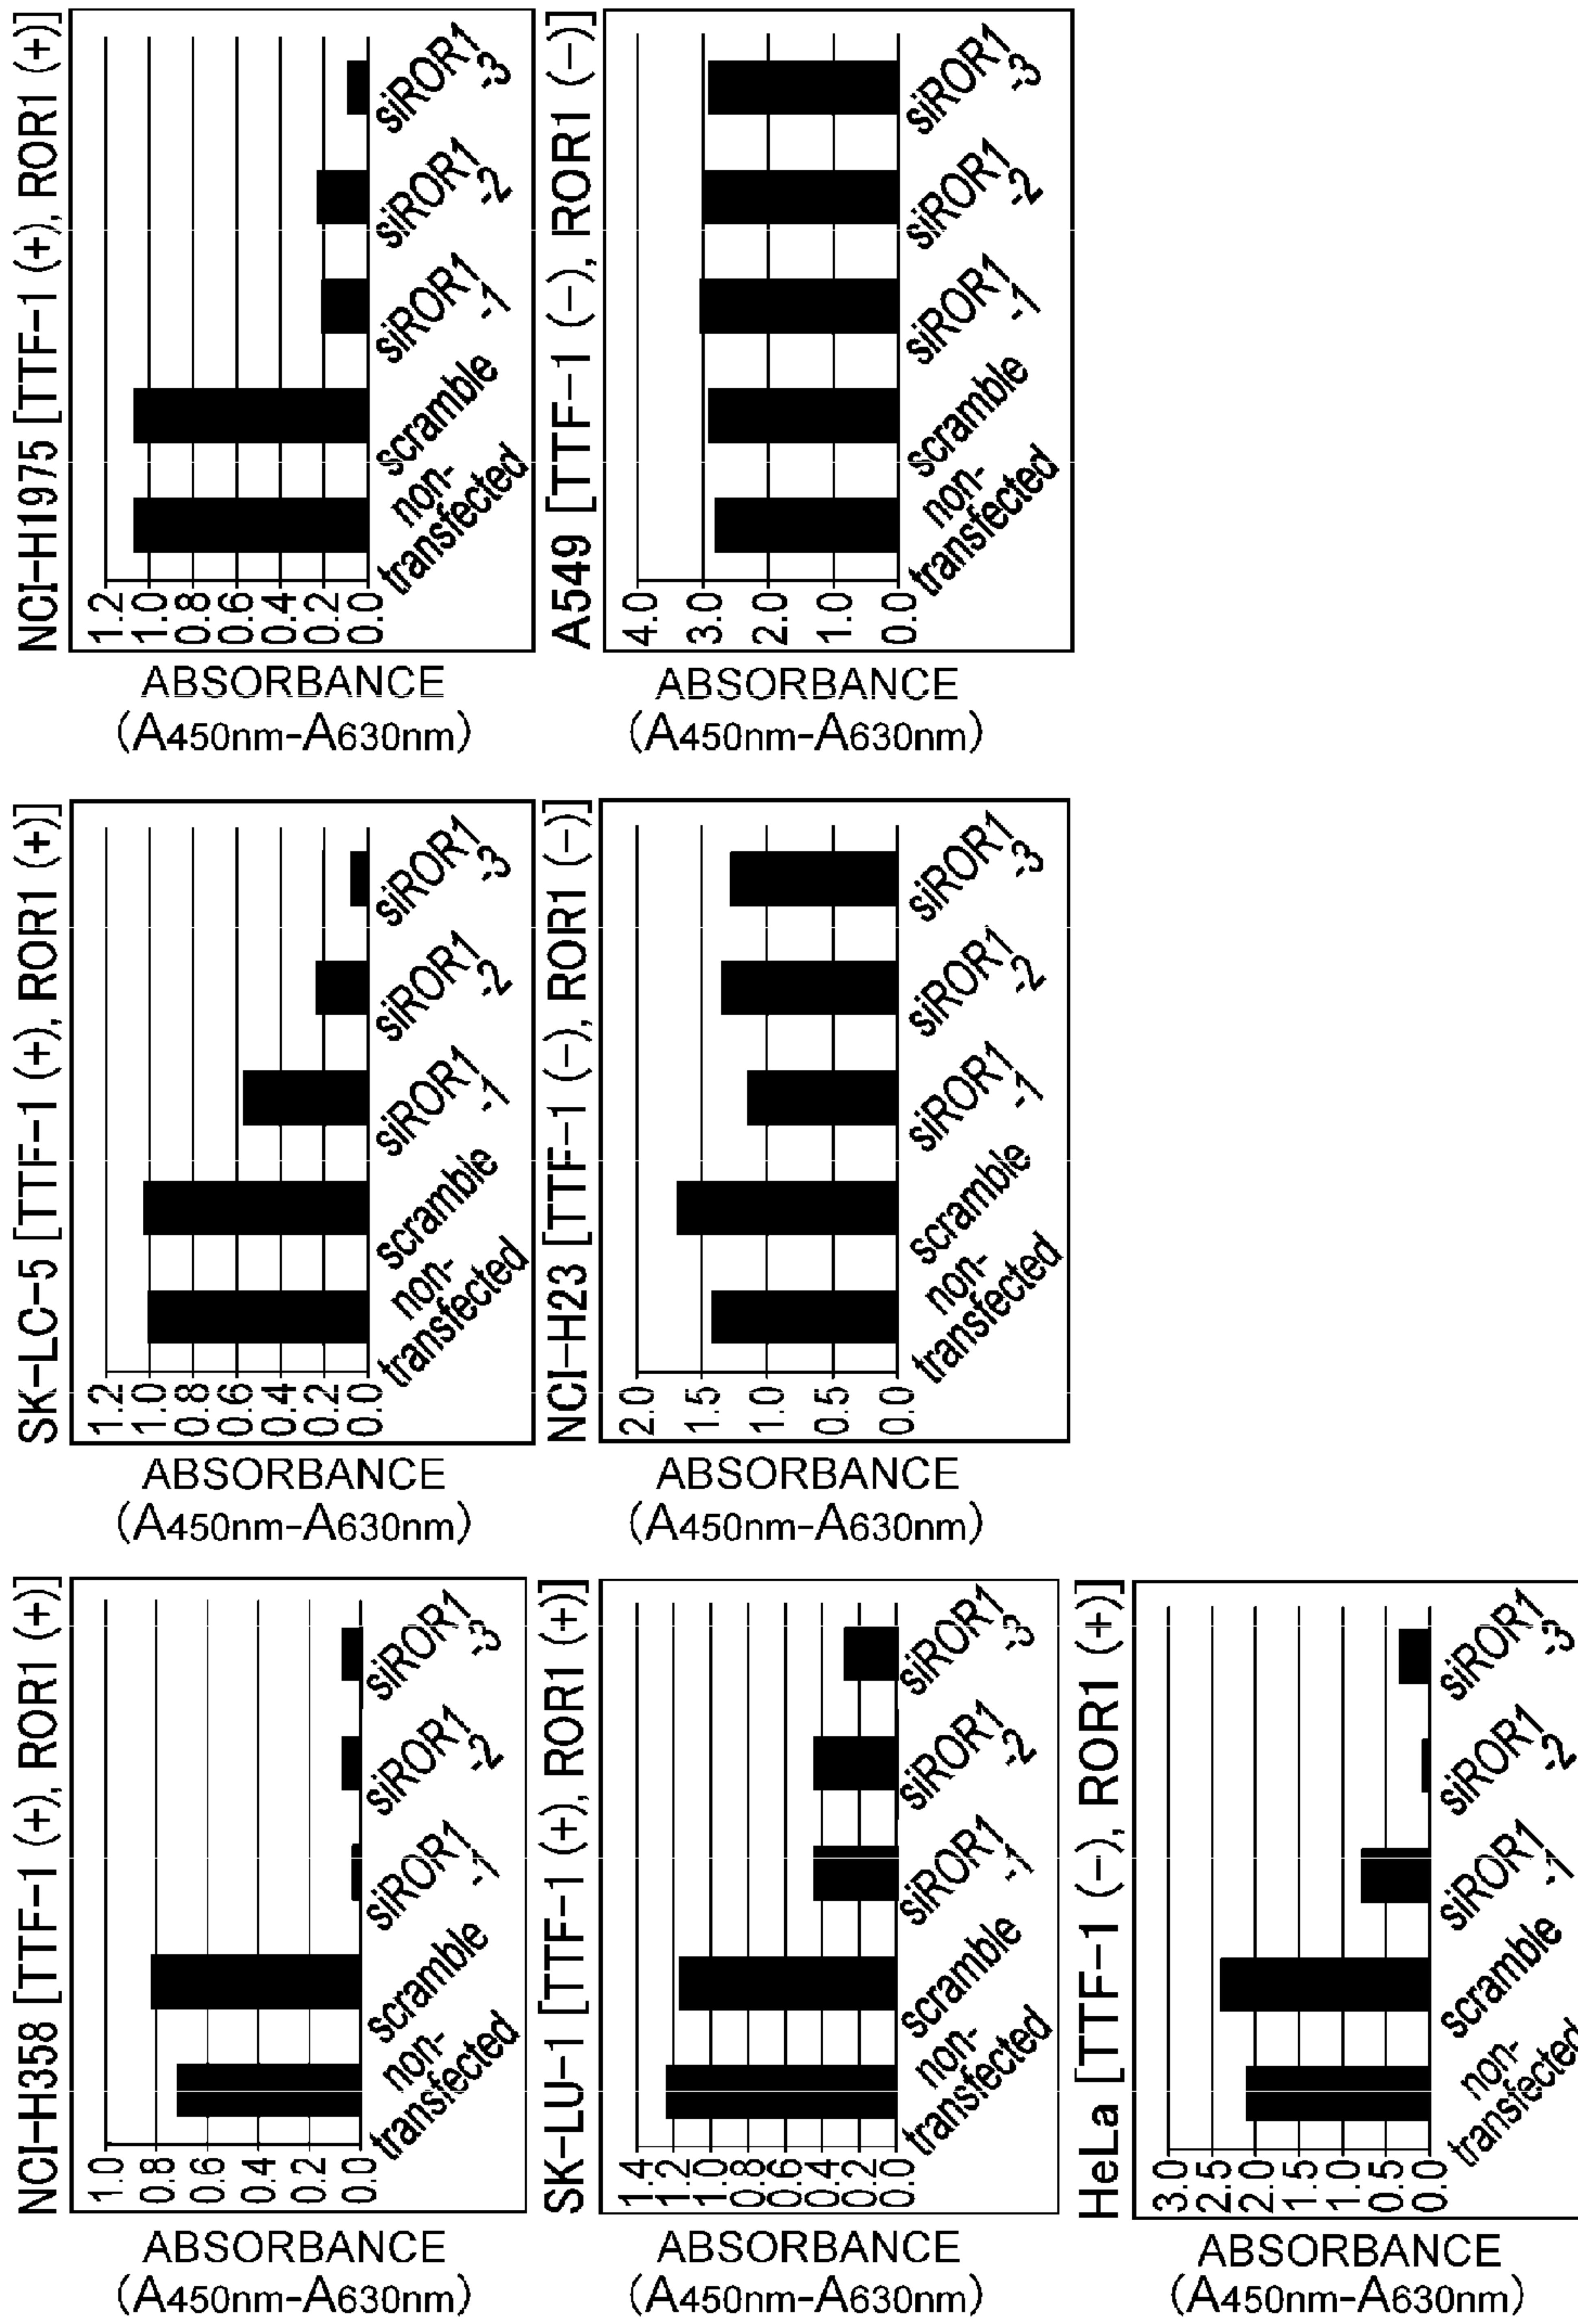 NCI-H358 [TTF-1 (+), ROR1 (+)]
ABSORBANCE
(A450nm-A630nm)
1.0
0.8
0.6
0.4
0.2
0.0
non-
transfected
scramble
siROR1
-1
siROR1
-2
siROR1
-3
SK-LC-5 [TTF-1 (+), ROR1 (+)]
ABSORBANCE
(A450nm-A630nm)
1.2
1.0
0.8
0.6
0.4
0.2
0.0
non-
transfected
scramble
siROR1
-1
siROR1
-2
siROR1
-3
NCI-H1975 [TTF-1 (+), ROR1 (+)]
ABSORBANCE
(A450nm-A630nm)
1.2
1.0
0.8
0.6
0.4
0.2
0.0
non-
transfected
scramble
siROR1
-1
siROR1
-2
siROR1
-3
SK-LU-1 [TTF-1 (+), ROR1 (+)]
ABSORBANCE
(A450nm-A630nm)
1.4
1.2
1.0
0.8
0.6
0.4
0.2
0.0
non-
transfected
scramble
siROR1
-1
siROR1
-2
siROR1
-3
NCI-H23 [TTF-1 (-), ROR1 (-)]
ABSORBANCE
(A450nm-A630nm)
2.0
1.5
1.0
0.5
0.0
non-
transfected
scramble
siROR1
-1
siROR1
-2
siROR1
-3
A549 [TTF-1 (-), ROR1 (-)]
ABSORBANCE
(A450nm-A630nm)
4.0
3.0
2.0
1.0
0.0
non-
transfected
scramble
siROR1
-1
siROR1
-2
siROR1
-3
HeLa [TTF-1 (-), ROR1 (+)]
ABSORBANCE
(A450nm-A630nm)
3.0
2.5
2.0
1.5
1.0
0.5
0.0
non-
transfected
scramble
siROR1
-1
siROR1
-2
siROR1
-3